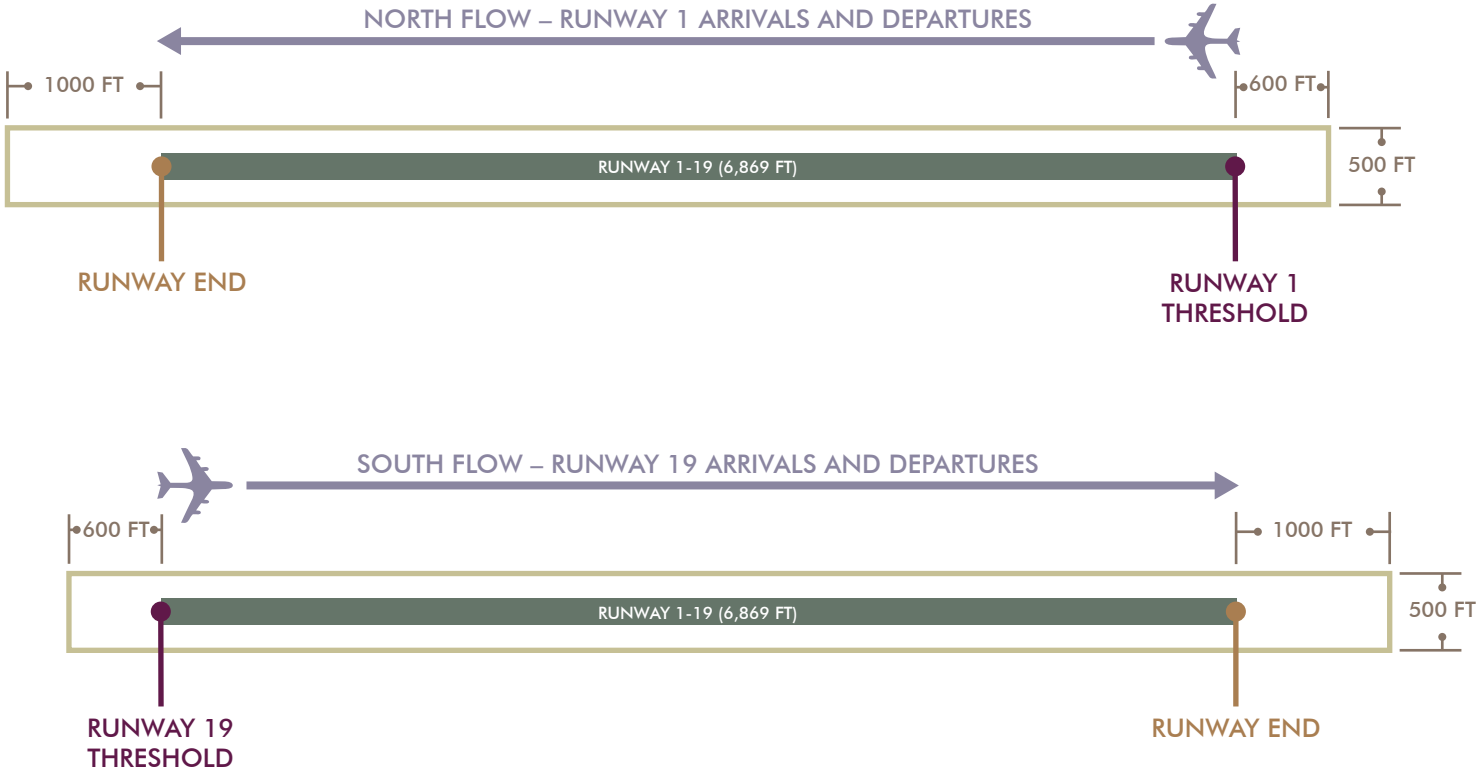 NORTH FLOW – RUNWAY 1 ARRIVALS AND DEPARTURES
1000 FT
600 FT
RUNWAY 1-19 (6,869 FT)
500 FT
RUNWAY END
RUNWAY 1
THRESHOLD
SOUTH FLOW – RUNWAY 19 ARRIVALS AND DEPARTURES
600 FT
1000 FT
RUNWAY 1-19 (6,869 FT)
500 FT
RUNWAY 19
THRESHOLD
RUNWAY END